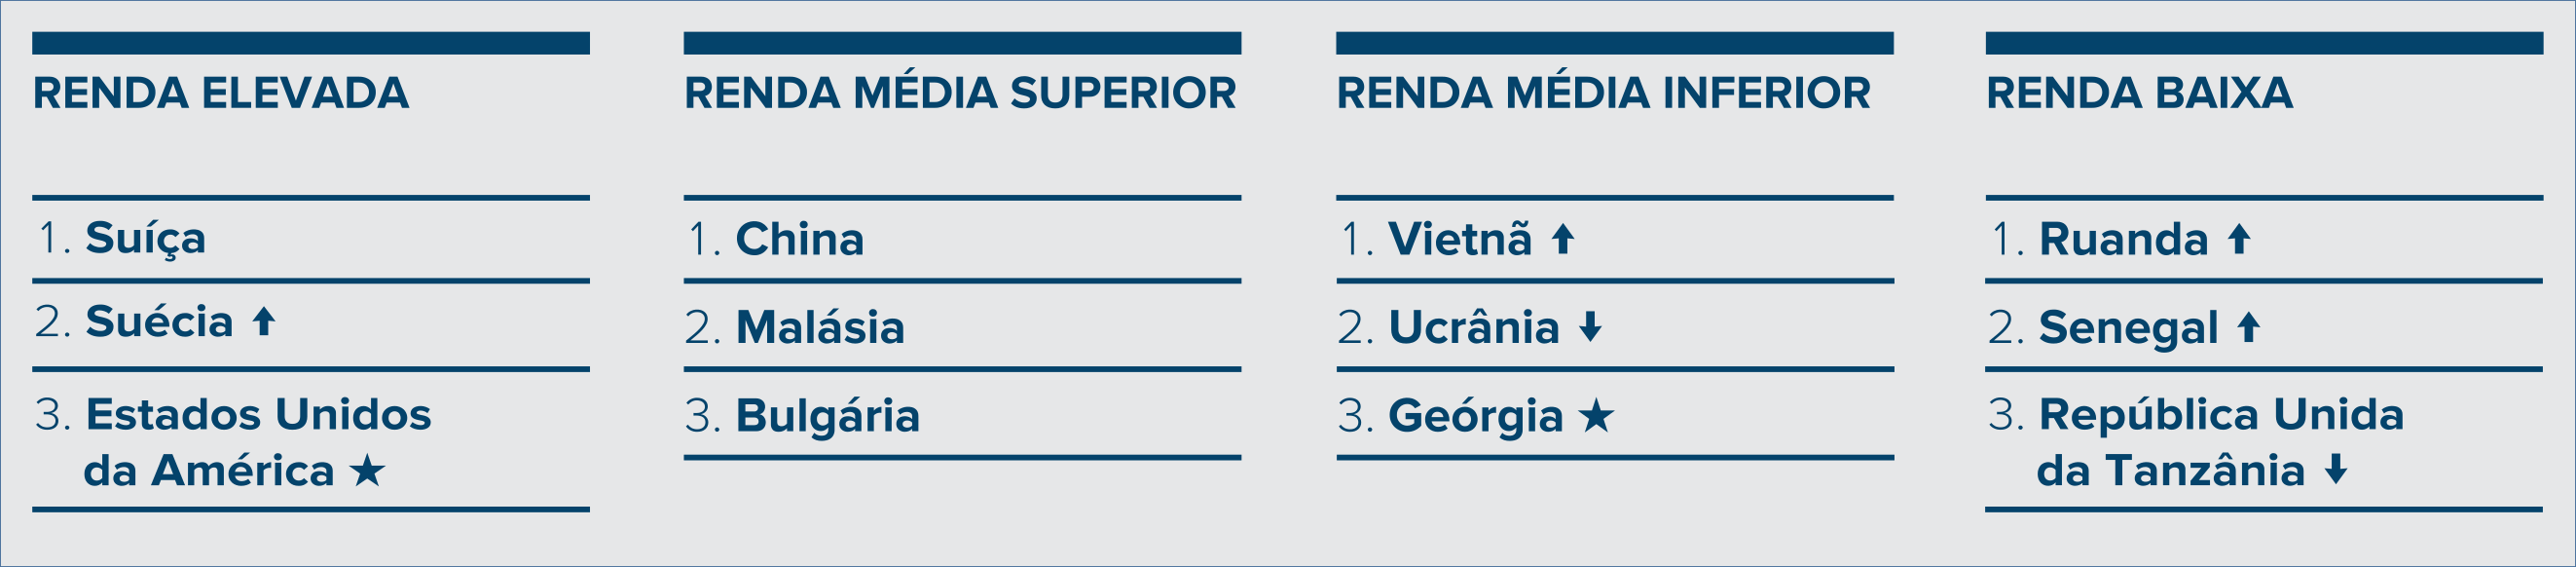 RENDA ELEVADA
1. Suíça
2. Suécia ↑
3. Estados Unidos
da América ★
RENDA MÉDIA SUPERIOR
1. China
2. Malásia
3. Bulgária
RENDA MÉDIA INFERIOR
1. Vietnã ↑
2. Ucrânia ↓
3. Geórgia ★
RENDA BAIXA
1. Ruanda ↑
2. Senegal ↑
3. República Unida
da Tanzânia ↓